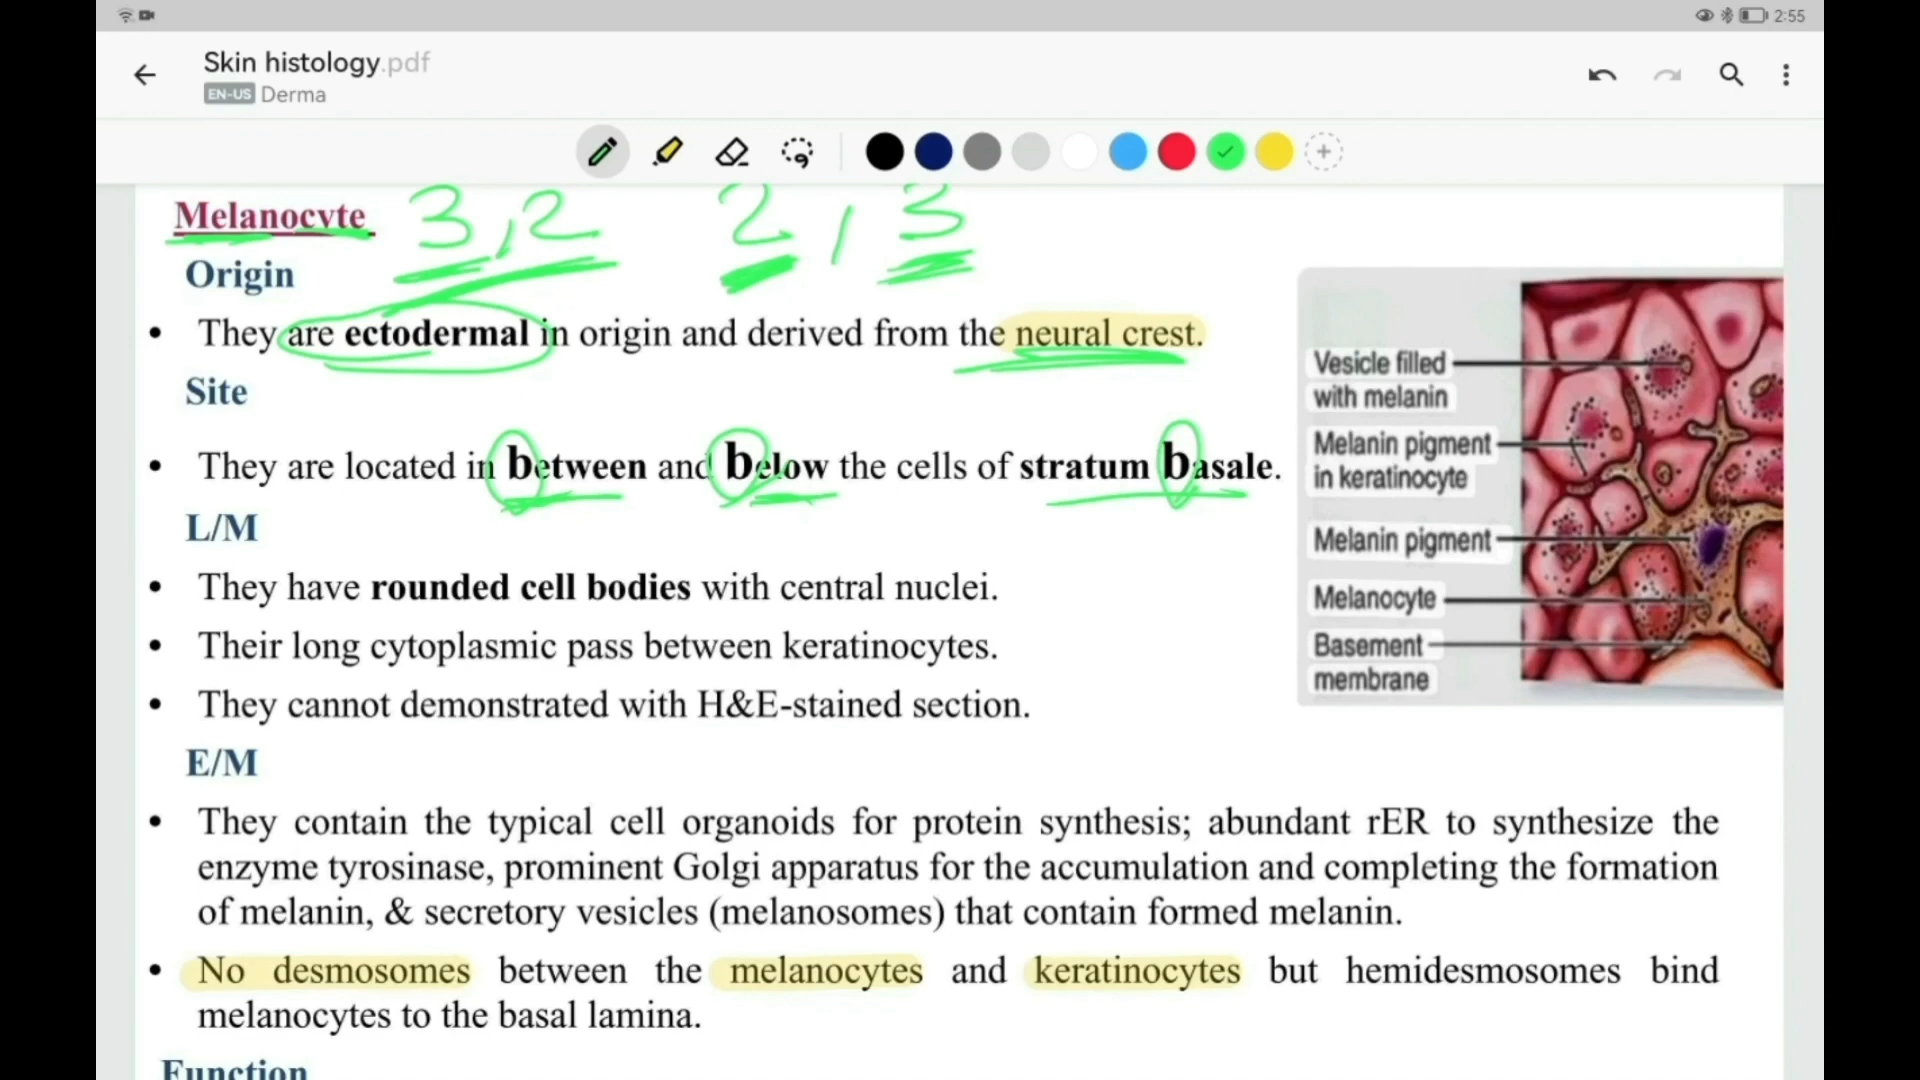 2:55
Skin histology.pdf
EN-US Derma
Melanocyte 3,2 2,3
Origin
• They are ectodermal in origin and derived from the neural crest.
Site
• They are located in between and below the cells of stratum basale.
L/M
• They have rounded cell bodies with central nuclei.
• Their long cytoplasmic pass between keratinocytes.
• They cannot demonstrated with H&E-stained section.
Vesicle filled
with melanin
Melanin pigment
in keratinocyte
Melanin pigment
Melanocyte
Basement
membrane
E/M
• They contain the typical cell organoids for protein synthesis; abundant rER to synthesize the
enzyme tyrosinase, prominent Golgi apparatus for the accumulation and completing the formation
of melanin, & secretory vesicles (melanosomes) that contain formed melanin.
• No desmosomes between the melanocytes and keratinocytes but hemidesmosomes bind
melanocytes to the basal lamina.
Function